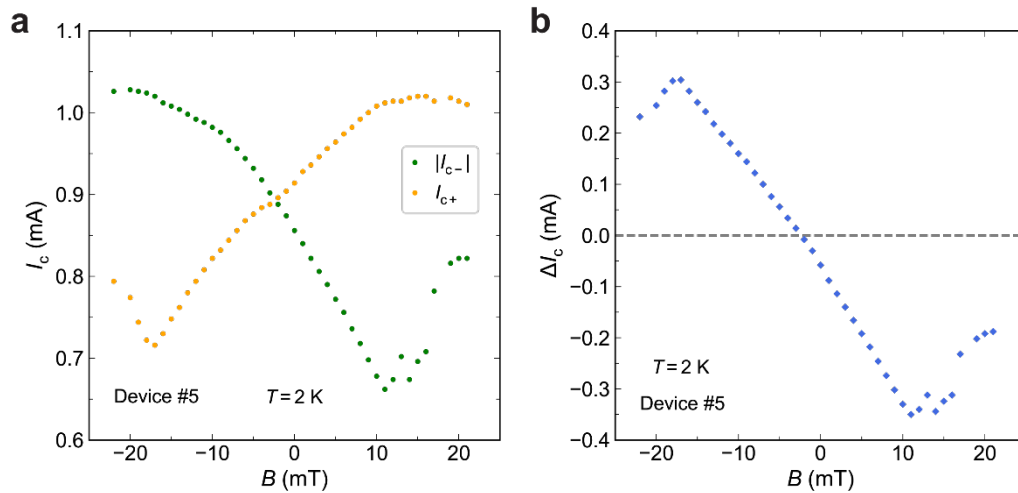 a
1.1
1.0
0.9
0.8
0.7
0.6
I_c (mA)
|I_c−|
I_c+
Device #5
T = 2 K
−20
−10
0
10
20
B (mT)
b
0.4
0.3
0.2
0.1
0.0
−0.1
−0.2
−0.3
−0.4
ΔI_c (mA)
T = 2 K
Device #5
−20
−10
0
10
20
B (mT)